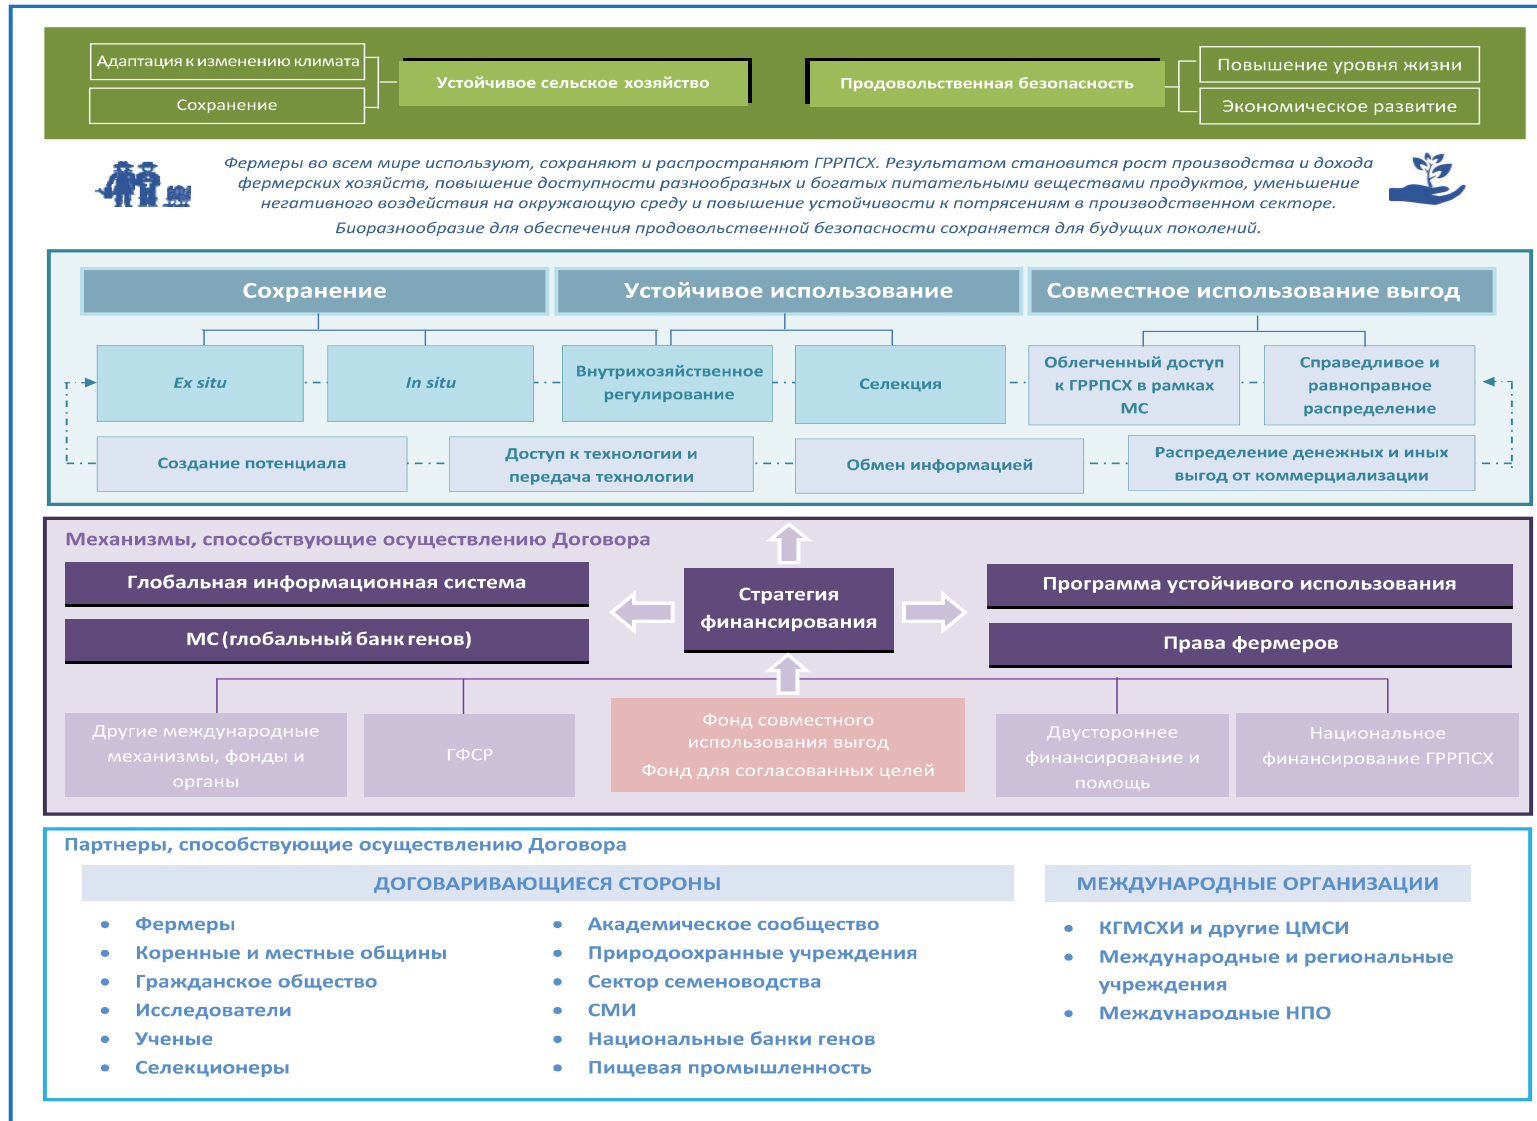 Адаптация к изменению климата
Сохранение
Устойчивое сельское хозяйство
Продовольственная безопасность
Повышение уровня жизни
Экономическое развитие
Фермеры во всем мире используют, сохраняют и распространяют ГРРПСХ. Результатом становится рост производства и дохода
фермерских хозяйств, повышение доступности разнообразных и богатых питательными веществами продуктов, уменьшение
негативного воздействия на окружающую среду и повышение устойчивости к потрясениям в производственном секторе.
Биоразнообразие для обеспечения продовольственной безопасности сохраняется для будущих поколений.
Сохранение
Устойчивое использование
Совместное использование выгод
Ex situ
In situ
Внутрихозяйственное
регулирование
Селекция
Облегченный доступ
к ГРРПСХ в рамках
МС
Справедливое и
равноправное
распределение
Создание потенциала
Доступ к технологии и
передача технологии
Обмен информацией
Распределение денежных и иных
выгод от коммерциализации
Механизмы, способствующие осуществлению Договора
Глобальная информационная система
МС (глобальный банк генов)
Стратегия
финансирования
Программа устойчивого использования
Права фермеров
Другие международные
механизмы, фонды и
органы
ГФСР
Фонд совместного
использования выгод
Фонд для согласованных целей
Двустороннее
финансирование и
помощь
Национальное
финансирование ГРРПСХ
Партнеры, способствующие осуществлению Договора
ДОГОВАРИВАЮЩИЕСЯ СТОРОНЫ
• Фермеры
• Коренные и местные общины
• Гражданское общество
• Исследователи
• Ученые
• Селекционеры
• Академическое сообщество
• Природоохранные учреждения
• Сектор семеноводства
• СМИ
• Национальные банки генов
• Пищевая промышленность
МЕЖДУНАРОДНЫЕ ОРГАНИЗАЦИИ
• КГМСХИ и другие ЦМСИ
• Международные и региональные
учреждения
• Международные НПО